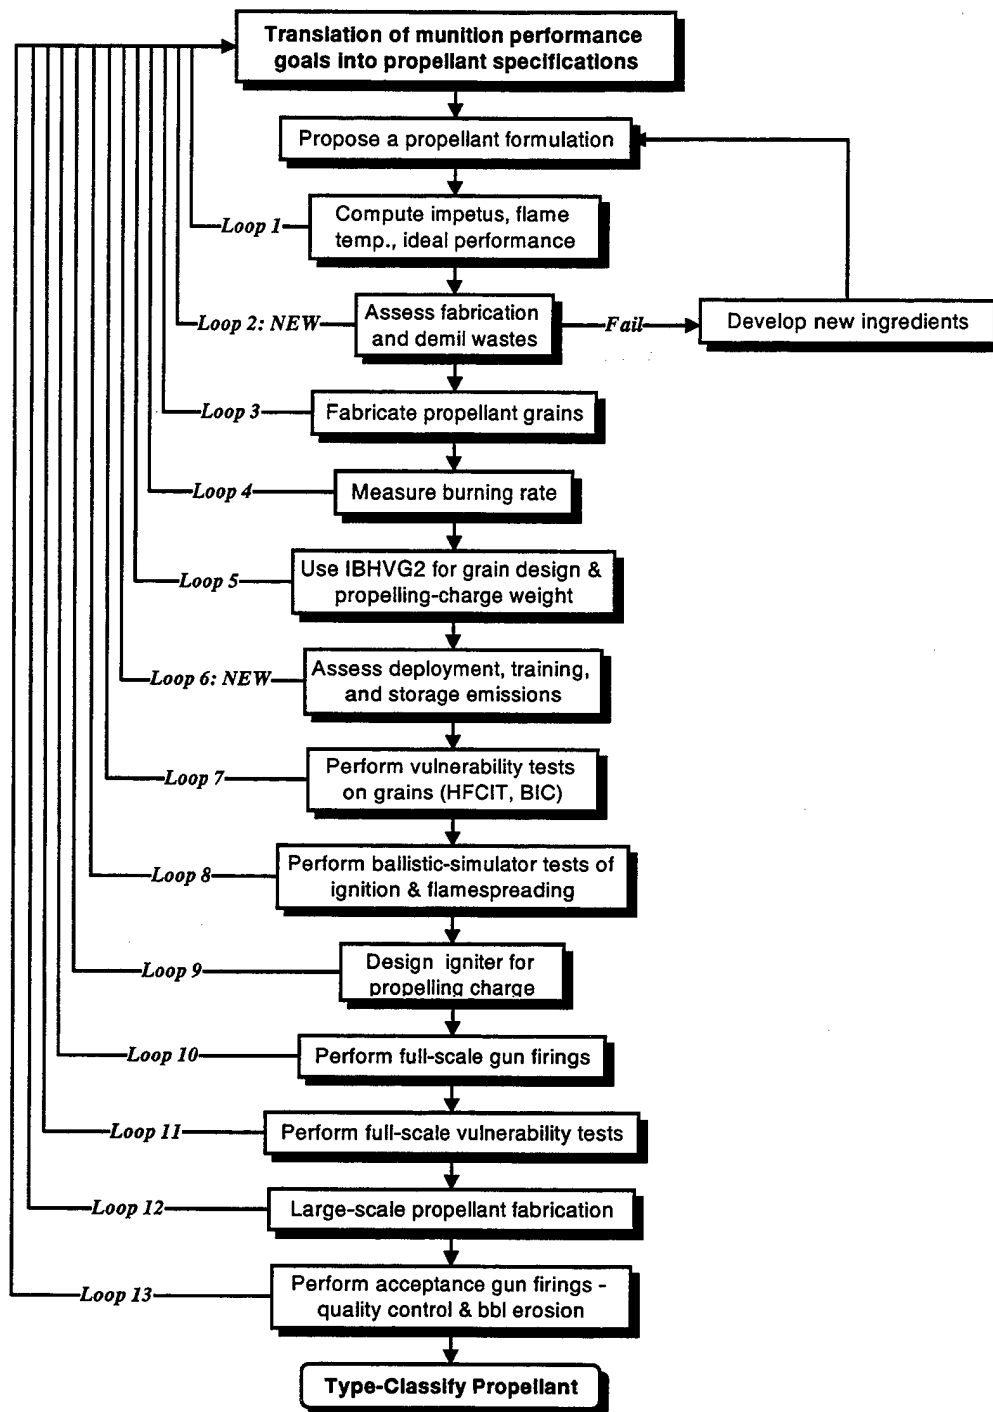 Translation of munition performance
goals into propellant specifications
Propose a propellant formulation
Loop 1
Compute impetus, flame
temp., ideal performance
Loop 2: NEW
Assess fabrication
and demil wastes
Fail
Develop new ingredients
Loop 3
Fabricate propellant grains
Loop 4
Measure burning rate
Loop 5
Use IBHVG2 for grain design &
propelling-charge weight
Loop 6: NEW
Assess deployment, training,
and storage emissions
Loop 7
Perform vulnerability tests
on grains (HFCIT, BIC)
Loop 8
Perform ballistic-simulator tests of
ignition & flamespreading
Loop 9
Design igniter for
propelling charge
Loop 10
Perform full-scale gun firings
Loop 11
Perform full-scale vulnerability tests
Loop 12
Large-scale propellant fabrication
Loop 13
Perform acceptance gun firings -
quality control & bbl erosion
Type-Classify Propellant